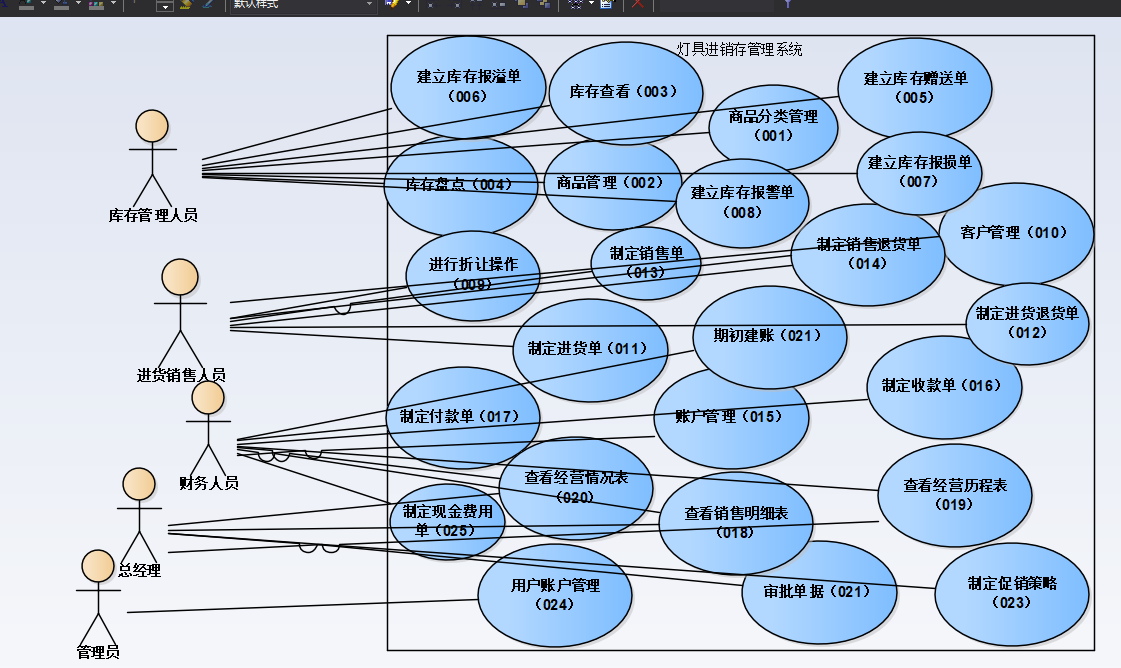 默认样式
灯具进销存管理系统
建立库存报溢单
（006）
库存查看（003）
建立库存赠送单
（005）
商品分类管理
（001）
库存盘点（004）
商品管理（002）
建立库存报警单
（008）
建立库存报损单
（007）
库存管理人员
进行折让操作
（009）
制定销售单
（013）
制定销售退货单
（014）
客户管理（010）
制定进货单（011）
期初建账（021）
制定进货退货单
（012）
进货销售人员
制定付款单（017）
账户管理（015）
制定收款单（016）
财务人员
查看经营情况表
（020）
制定现金费用
单（025）
查看销售明细表
（018）
查看经营历程表
（019）
总经理
用户账户管理
（024）
审批单据（021）
制定促销策略
（023）
管理员